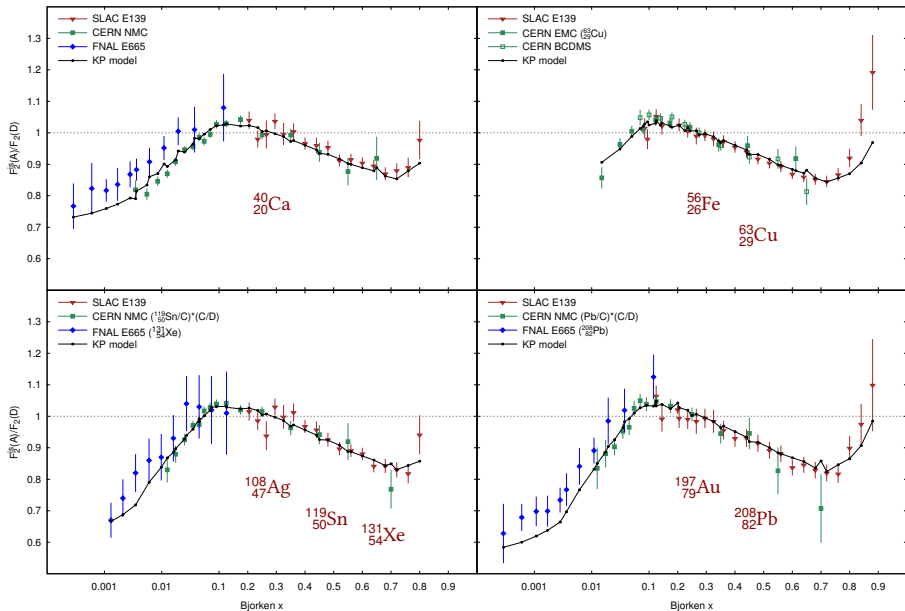 SLAC E139
CERN NMC
FNAL E665
KP model
1.3
1.2
1.1
1
0.9
0.8
0.7
0.6
0.5
F₂ᴵˢ(A)/F₂(D)
⁴⁰₂₀Ca
SLAC E139
CERN EMC (⁶³₂₉Cu)
CERN BCDMS
KP model
⁵⁶₂₆Fe
⁶³₂₉Cu
SLAC E139
CERN NMC (¹¹⁹₅₀Sn/C)*(C/D)
FNAL E665 (¹³¹₅₄Xe)
KP model
1.3
1.2
1.1
1
0.9
0.8
0.7
0.6
F₂ᴵˢ(A)/F₂(D)
¹⁰⁸₄₇Ag
¹¹⁹₅₀Sn
¹³¹₅₄Xe
0.001 0.01 0.1 0.2 0.3 0.4 0.5 0.6 0.7 0.8 0.9
Bjorken x
SLAC E139
CERN NMC (Pb/C)*(C/D)
FNAL E665 (²⁰⁸₈₂Pb)
KP model
¹⁹⁷₇₉Au
²⁰⁸₈₂Pb
0.001 0.01 0.1 0.2 0.3 0.4 0.5 0.6 0.7 0.8 0.9
Bjorken x